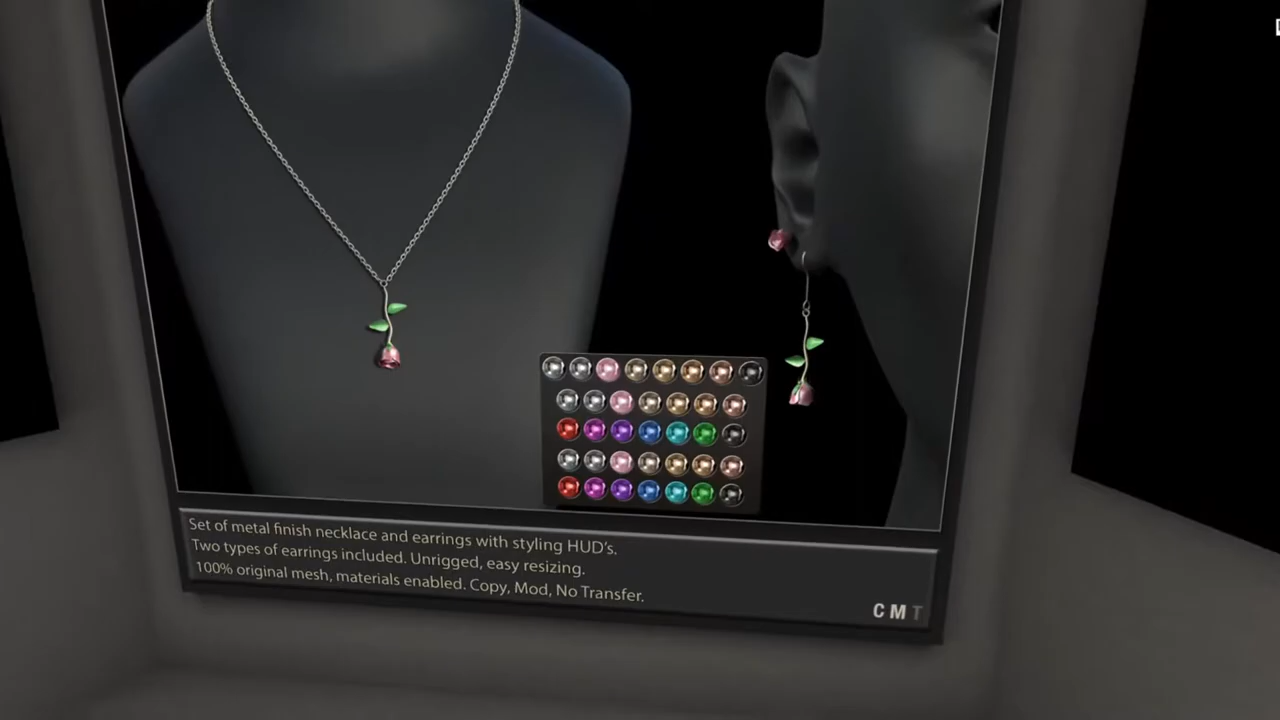 Set of metal finish necklace and earrings with styling HUD's.
Two types of earrings included. Unrigged, easy resizing.
100% original mesh, materials enabled. Copy, Mod, No Transfer.
C M T